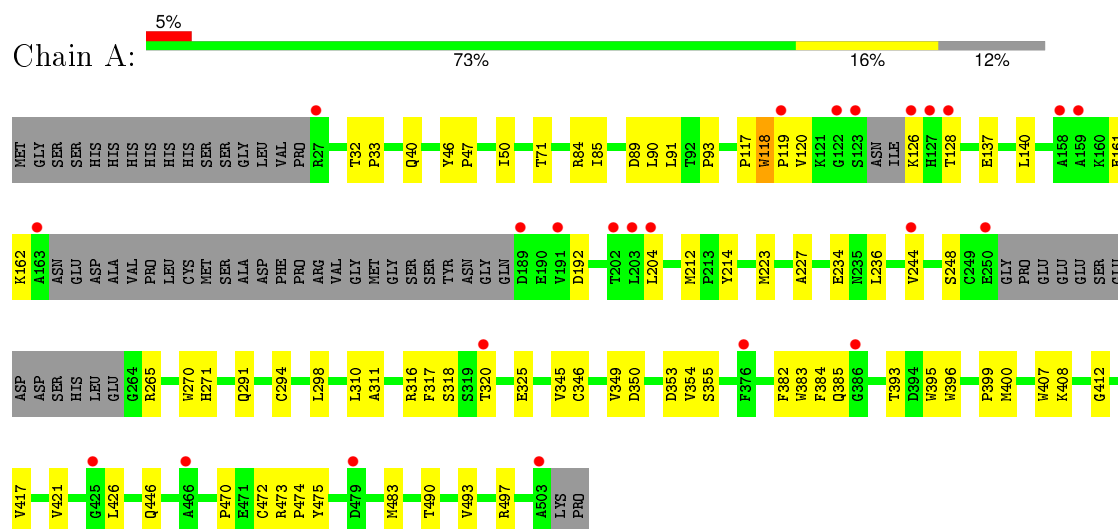 5%
Chain A:
73% 16% 12%
MET GLY SER SER HIS HIS HIS HIS HIS HIS SER SER GLY LEU VAL PRO R27 T32 P33 Q40 Y46 P47 I50 T71 R84 I85 D89 L90 L91 T92 P93 P117 W118 P119 V120 K121 G122 S123 ASN ILE K126 H127 T128 E137 L140 A158 A159 K160 E161
K162 A163 ASN GLU ASP ALA VAL PRO LEU CYS MET SER ALA ASP PHE PRO ARG VAL GLY MET GLY SER SER TYR ASN GLY GLN D189 E190 V191 D192 T202 L203 L204 M212 P213 Y214 M223 A227 E234 N235 L236 V244 S248 C249 E250 GLY PRO GLU GLU GLU SER GLU
ASP ASP SER HIS LEU GLU G264 R265 W270 H271 Q291 C294 L298 L310 A311 R316 F317 S318 S319 T320 E325 V345 C346 V349 D350 D353 V354 S355 F376 F382 W383 F384 Q385 G386 T393 D394 W395 W396 P399 M400 W407 K408 G412
V417 V421 G425 L426 Q446 A466 P470 E471 C472 R473 P474 Y475 D479 M483 T490 V493 R497 A503 LYS PRO